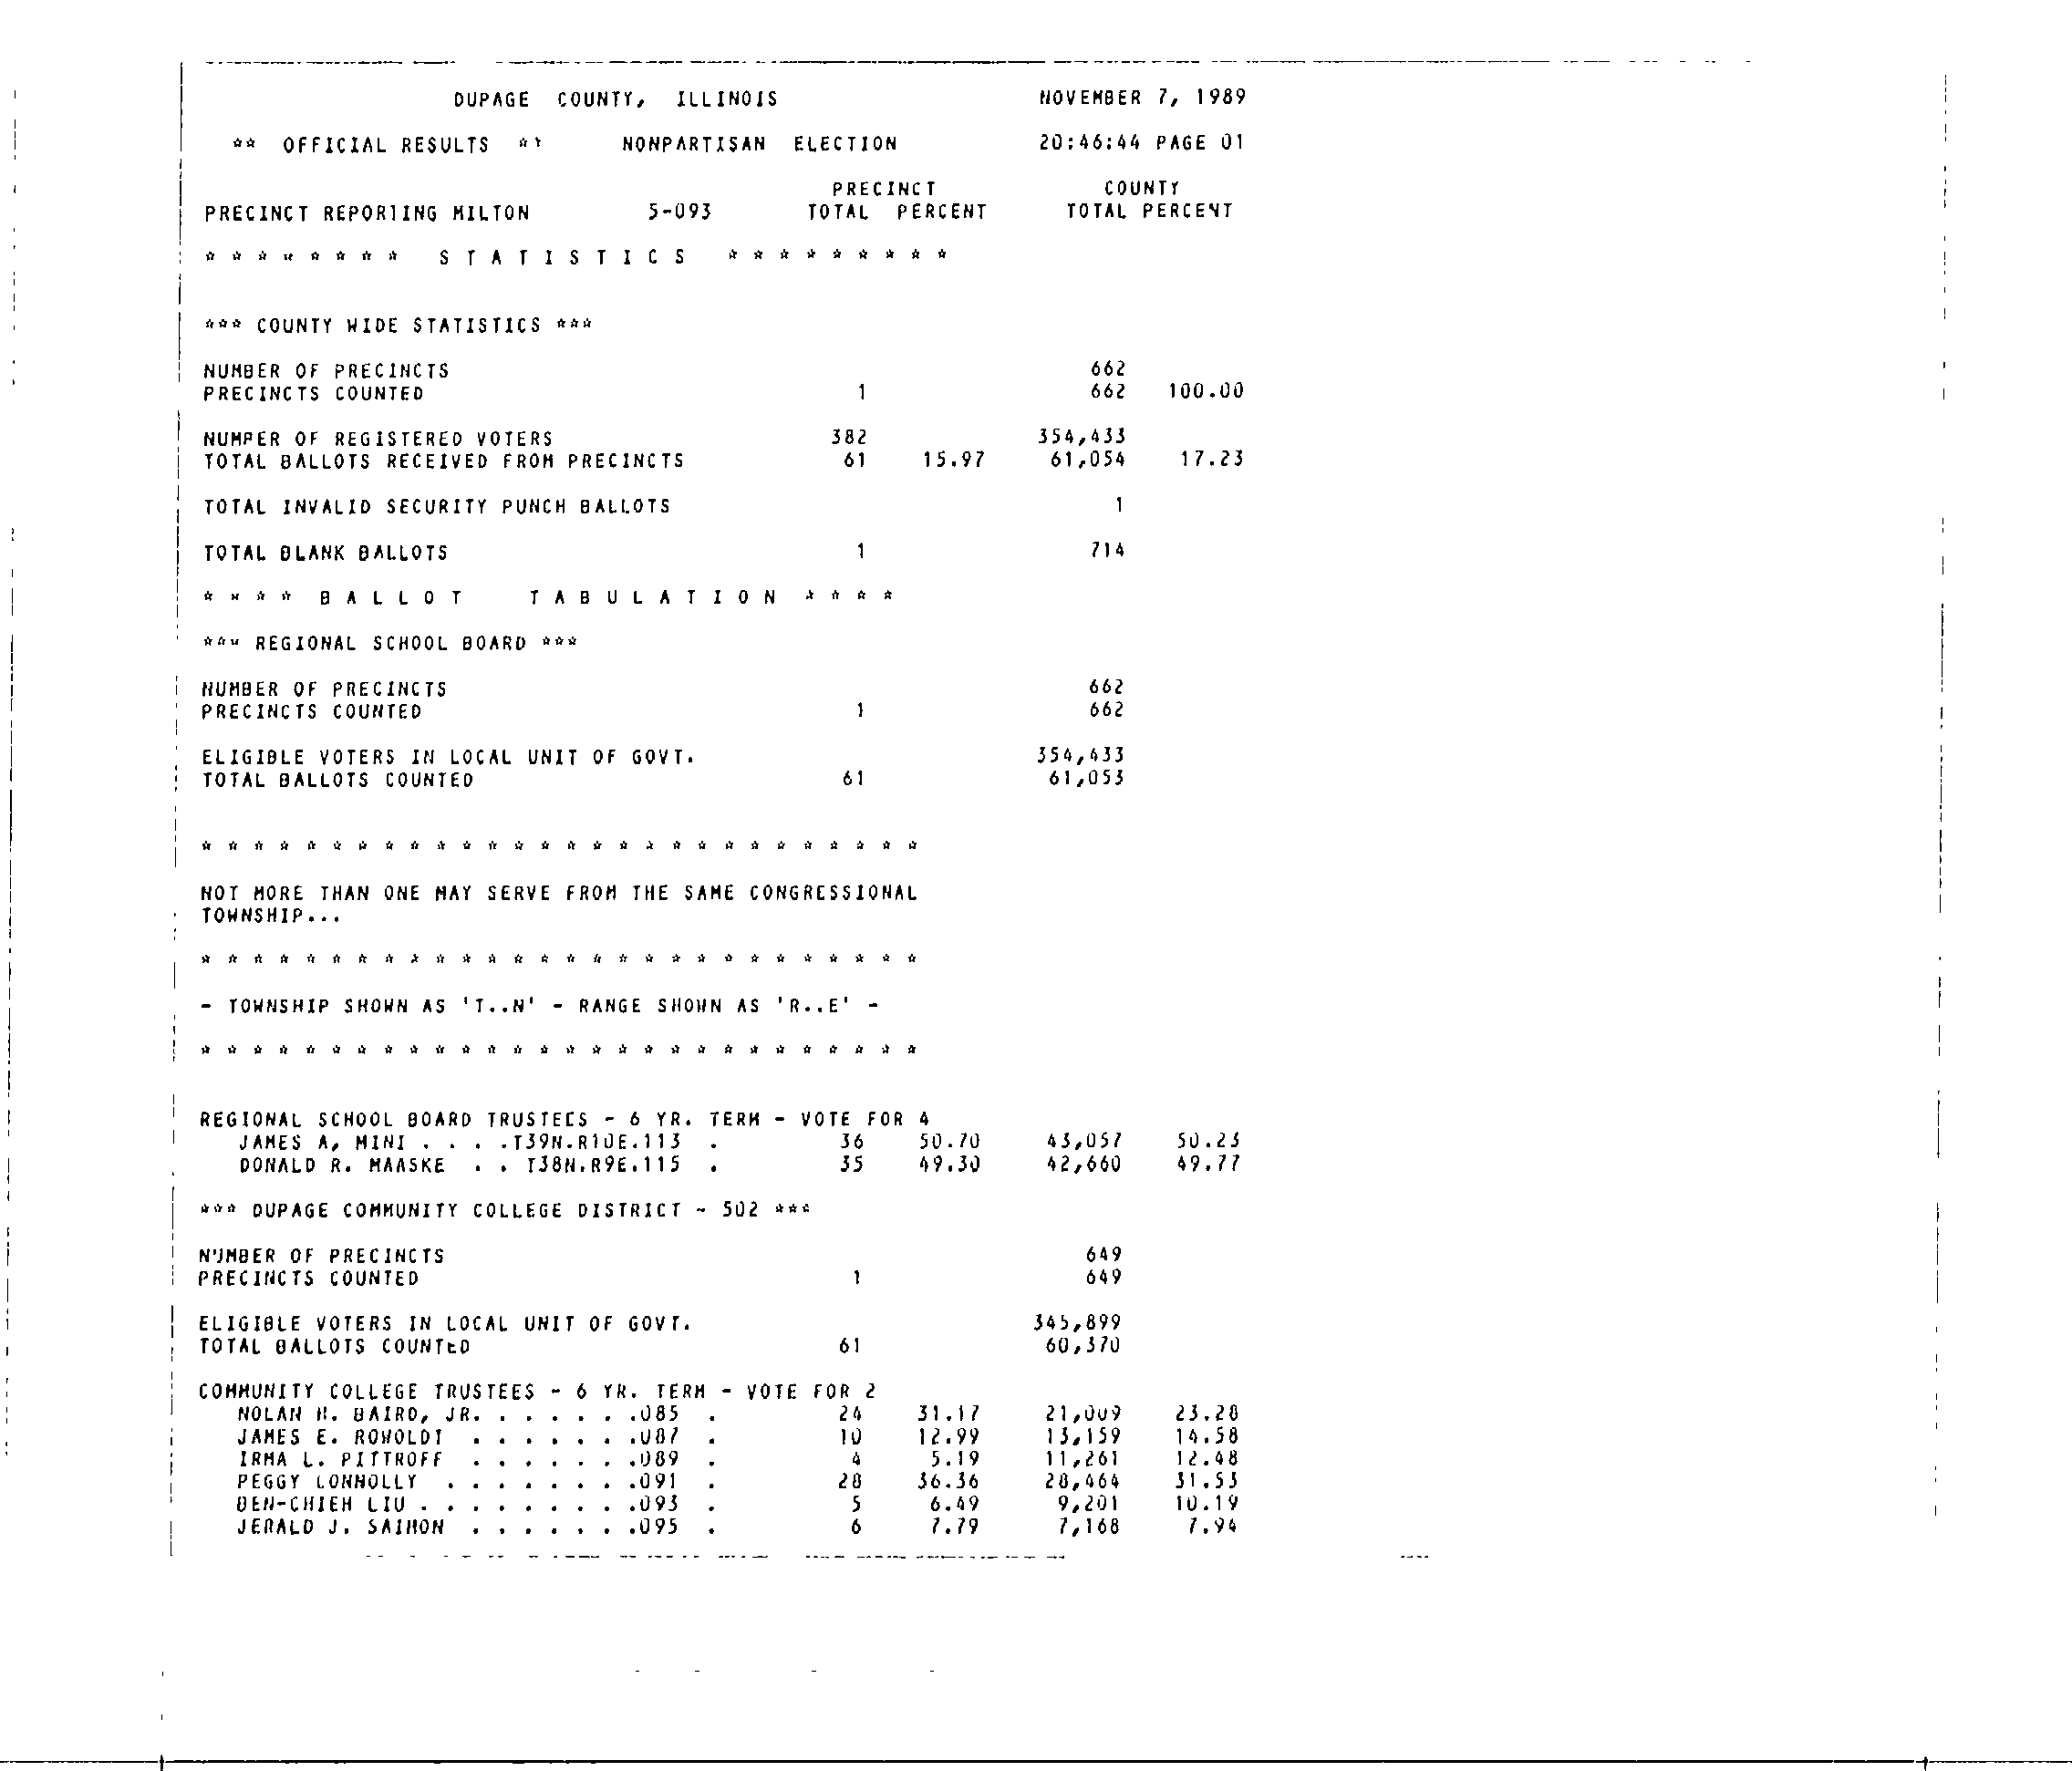 DUPAGE COUNTY, ILLINOIS NOVEMBER 7, 1989
** OFFICIAL RESULTS ** NONPARTISAN ELECTION 20:46:44 PAGE 01
PRECINCT COUNTY
PRECINCT REPORTING MILTON 5-093 TOTAL PERCENT TOTAL PERCENT
* * * * * * * * S T A T I S T I C S * * * * * * * * *
*** COUNTY WIDE STATISTICS ***
NUMBER OF PRECINCTS 662
PRECINCTS COUNTED 1 662 100.00
NUMBER OF REGISTERED VOTERS 382 354,433
TOTAL BALLOTS RECEIVED FROM PRECINCTS 61 15.97 61,054 17.23
TOTAL INVALID SECURITY PUNCH BALLOTS 1
TOTAL BLANK BALLOTS 1 714
* * * * B A L L O T T A B U L A T I O N * * * *
*** REGIONAL SCHOOL BOARD ***
NUMBER OF PRECINCTS 662
PRECINCTS COUNTED 1 662
ELIGIBLE VOTERS IN LOCAL UNIT OF GOVT. 354,433
TOTAL BALLOTS COUNTED 61 61,053
* * * * * * * * * * * * * * * * * * * * * * * * * * * *
NOT MORE THAN ONE MAY SERVE FROM THE SAME CONGRESSIONAL
TOWNSHIP...
* * * * * * * * * * * * * * * * * * * * * * * * * * * *
- TOWNSHIP SHOWN AS 'T..N' - RANGE SHOWN AS 'R..E' -
* * * * * * * * * * * * * * * * * * * * * * * * * * * *
REGIONAL SCHOOL BOARD TRUSTEES - 6 YR. TERM - VOTE FOR 4
JAMES A, MINI . . . .T39N.R10E.113 . 36 50.70 43,057 50.23
DONALD R. MAASKE . . T38N.R9E.115 . 35 49.30 42,660 49.77
*** DUPAGE COMMUNITY COLLEGE DISTRICT - 502 ***
NUMBER OF PRECINCTS 649
PRECINCTS COUNTED 1 649
ELIGIBLE VOTERS IN LOCAL UNIT OF GOVT. 345,899
TOTAL BALLOTS COUNTED 61 60,370
COMMUNITY COLLEGE TRUSTEES - 6 YR. TERM - VOTE FOR 2
NOLAN H. BAIRD, JR. . . . . . .085 . 24 31.17 21,009 23.28
JAMES E. ROWOLDT . . . . . . .087 . 10 12.99 13,159 14.58
IRMA L. PITTROFF . . . . . . .089 . 4 5.19 11,261 12.48
PEGGY CONNOLLY . . . . . . . .091 . 28 36.36 28,464 31.53
BEN-CHIEH LIU . . . . . . . . .093 . 5 6.49 9,201 10.19
JERALD J. SAIMON . . . . . . .095 . 6 7.79 7,168 7.94